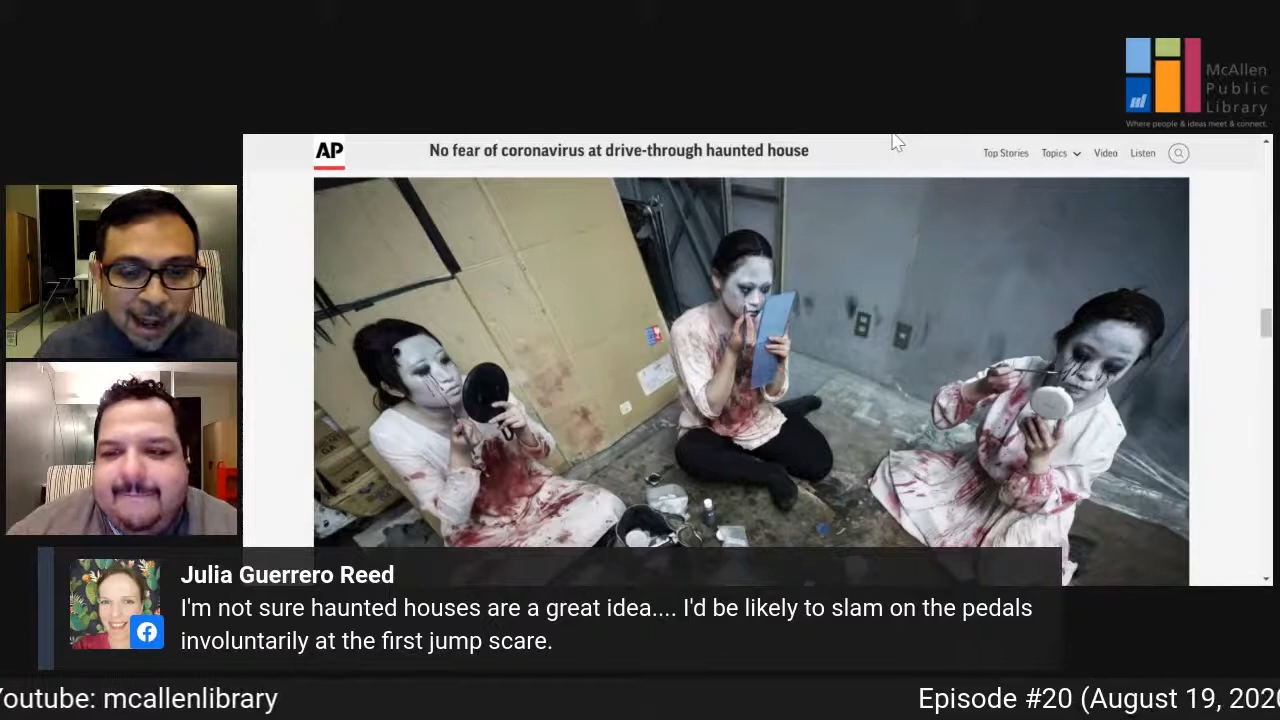 McAllen
Public
Library
Where people & ideas meet & connect.
AP
No fear of coronavirus at drive-through haunted house
Top Stories
Topics
Video
Listen
Julia Guerrero Reed
I'm not sure haunted houses are a great idea.... I'd be likely to slam on the pedals
involuntarily at the first jump scare.
Youtube: mcallenlibrary
Episode #20 (August 19, 2020